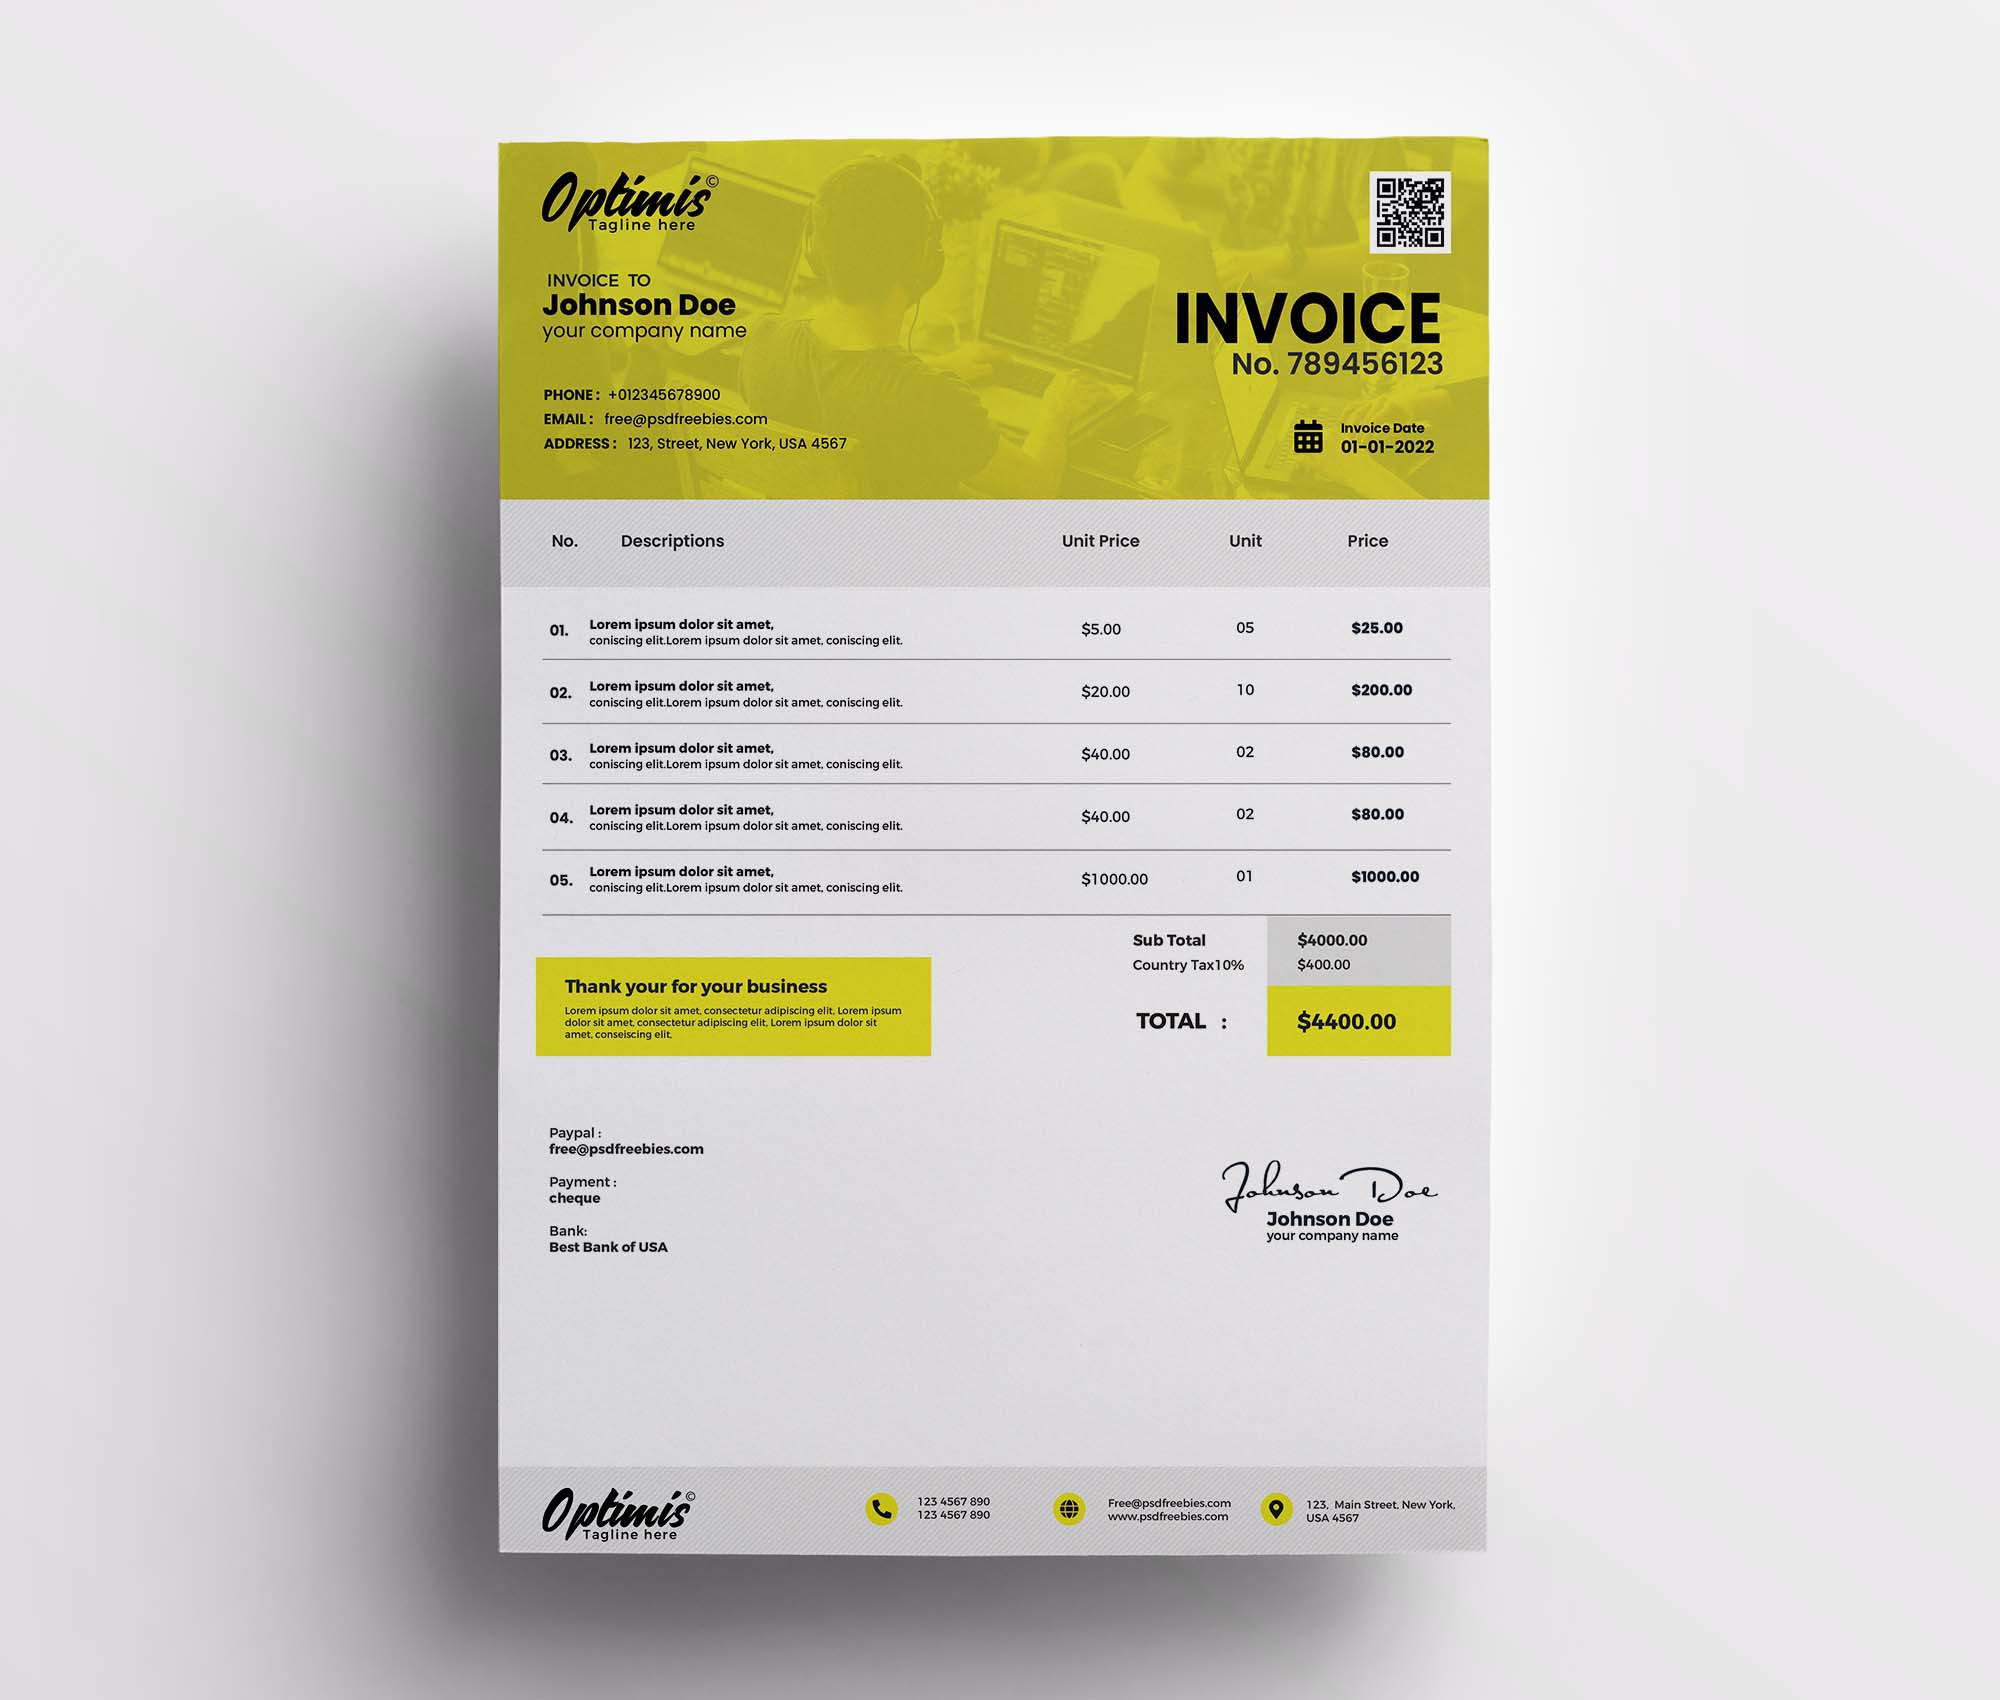 Optimis©
Tagline here
INVOICE TO
Johnson Doe
your company name
PHONE : +012345678900
EMAIL : free@psdfreebies.com
ADDRESS : 123, Street, New York, USA 4567
INVOICE
No. 789456123
Invoice Date
01-01-2022
No. Descriptions Unit Price Unit Price
01. Lorem ipsum dolor sit amet, $5.00 05 $25.00
coniscing elit.Lorem ipsum dolor sit amet, coniscing elit.
02. Lorem ipsum dolor sit amet, $20.00 10 $200.00
coniscing elit.Lorem ipsum dolor sit amet, coniscing elit.
03. Lorem ipsum dolor sit amet, $40.00 02 $80.00
coniscing elit.Lorem ipsum dolor sit amet, coniscing elit.
04. Lorem ipsum dolor sit amet, $40.00 02 $80.00
coniscing elit.Lorem ipsum dolor sit amet, coniscing elit.
05. Lorem ipsum dolor sit amet, $1000.00 01 $1000.00
coniscing elit.Lorem ipsum dolor sit amet, coniscing elit.
Sub Total $4000.00
Country Tax10% $400.00
TOTAL : $4400.00
Thank your for your business
Lorem ipsum dolor sit amet, consectetur adipiscing elit, Lorem ipsum
dolor sit amet, consectetur adipiscing elit, Lorem ipsum dolor sit
amet, conseiscing elit,
Paypal :
free@psdfreebies.com
Payment :
cheque
Bank:
Best Bank of USA
Johnson Doe
Johnson Doe
your company name
Optimis©
Tagline here
123 4567 890
123 4567 890
Free@psdfreebies.com
www.psdfreebies.com
123, Main Street, New York,
USA 4567